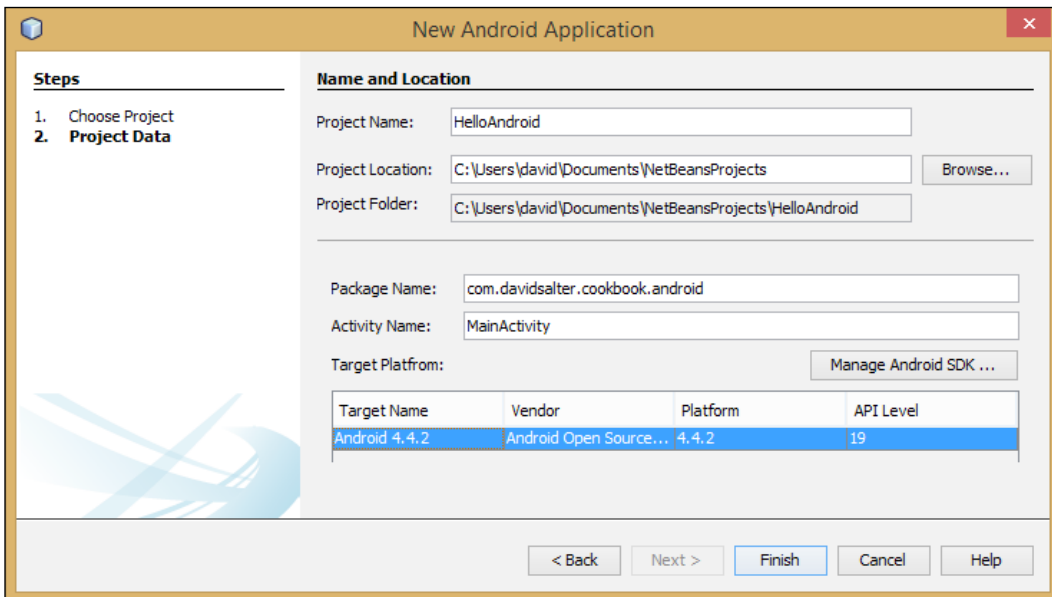 New Android Application
Steps
1. Choose Project
2. Project Data
Name and Location
Project Name: HelloAndroid
Project Location: C:\Users\david\Documents\NetBeansProjects Browse...
Project Folder: C:\Users\david\Documents\NetBeansProjects\HelloAndroid
Package Name: com.davidsalter.cookbook.android
Activity Name: MainActivity
Target Platfrom: Manage Android SDK ...
Target Name Vendor Platform API Level
Android 4.4.2 Android Open Source... 4.4.2 19
< Back Next > Finish Cancel Help